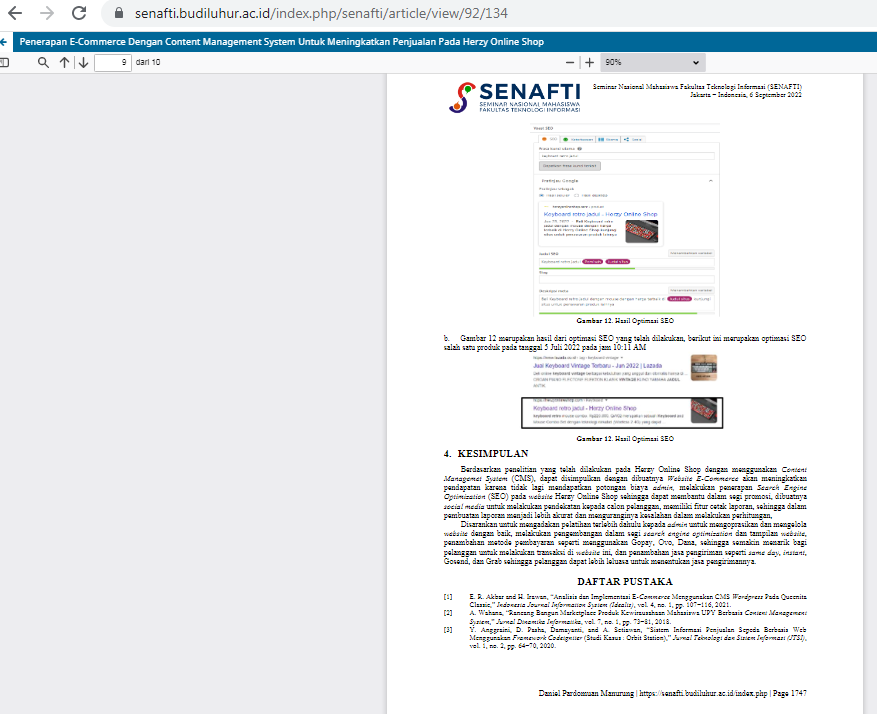 senafti.budiluhur.ac.id/index.php/senafti/article/view/92/134
Penerapan E-Commerce Dengan Content Management System Untuk Meningkatkan Penjualan Pada Herzy Online Shop
9 dari 10
90%
SENAFTI
SEMINAR NASIONAL MAHASISWA
FAKULTAS TEKNOLOGI INFORMASI
Seminar Nasional Mahasiswa Fakultas Teknologi Informasi (SENAFTI)
Jakarta – Indonesia, 6 September 2022
Keyboard retro jadul - Herzy Online Shop
Gambar 12. Hasil Optimasi SEO
b. Gambar 12 merupakan hasil dari optimasi SEO yang telah dilakukan, berikut ini merupakan optimasi SEO
salah satu produk pada tanggal 5 Juli 2022 pada jam 10:11 AM
Jual Keyboard Vintage Terbaru - Jun 2022 | Lazada
Keyboard retro jadul - Herzy Online Shop
Gambar 12. Hasil Optimasi SEO
4. KESIMPULAN
Berdasarkan penelitian yang telah dilakukan pada Herzy Online Shop dengan menggunakan Content
Managemet System (CMS), dapat disimpulkan dengan dibuatnya Website E-Commerce akan meningkatkan
pendapatan karena tidak lagi mendapatkan potongan biaya admin, melakukan penerapan Search Engine
Optimization (SEO) pada website Herzy Online Shop sehingga dapat membantu dalam segi promosi, dibuatnya
social media untuk melakukan pendekatan kepada calon pelanggan, memiliki fitur cetak laporan, sehingga dalam
pembuatan laporan menjadi lebih akurat dan mengurangnya kesalahan dalam melakukan perhitungan,
Disarankan untuk mengadakan pelatihan terlebih dahulu kepada admin untuk mengoprasikan dan mengelola
website dengan baik, melakukan pengembangan dalam segi search engine optimization dan tampilan website,
penambahan metode pembayaran seperti menggunakan Gopay, Ovo, Dana, sehingga semakin menarik bagi
pelanggan untuk melakukan transaksi di website ini, dan penambahan jasa pengiriman seperti same day, instant,
Gosend, dan Grab sehingga pelanggan dapat lebih leluasa untuk menentukan jasa pengirimannya.
DAFTAR PUSTAKA
[1] E. R. Akbar and H. Irawan, “Analisis dan Implementasi E-Commerce Menggunakan CMS Wordpress Pada Queenita
Classic,” Indonesia Journal Information System (Idealis), vol. 4, no. 1, pp. 107–116, 2021.
[2] A. Wahana, “Rancang Bangun Marketplace Produk Kewirausahaan Mahasiswa UPY Berbasis Content Management
System,” Jurnal Dinamika Informatika, vol. 7, no. 1, pp. 73–81, 2018.
[3] Y. Anggraini, D. Pasha, Damayanti, and A. Setiawan, “Sistem Informasi Penjualan Sepeda Berbasis Web
Menggunakan Framework Codeigniter (Studi Kasus : Orbit Station),” Jurnal Teknologi dan Sistem Informasi (JTSI),
vol. 1, no. 2, pp. 64–70, 2020.
Daniel Pardomuan Manurung | https://senafti.budiluhur.ac.id/index.php | Page 1747